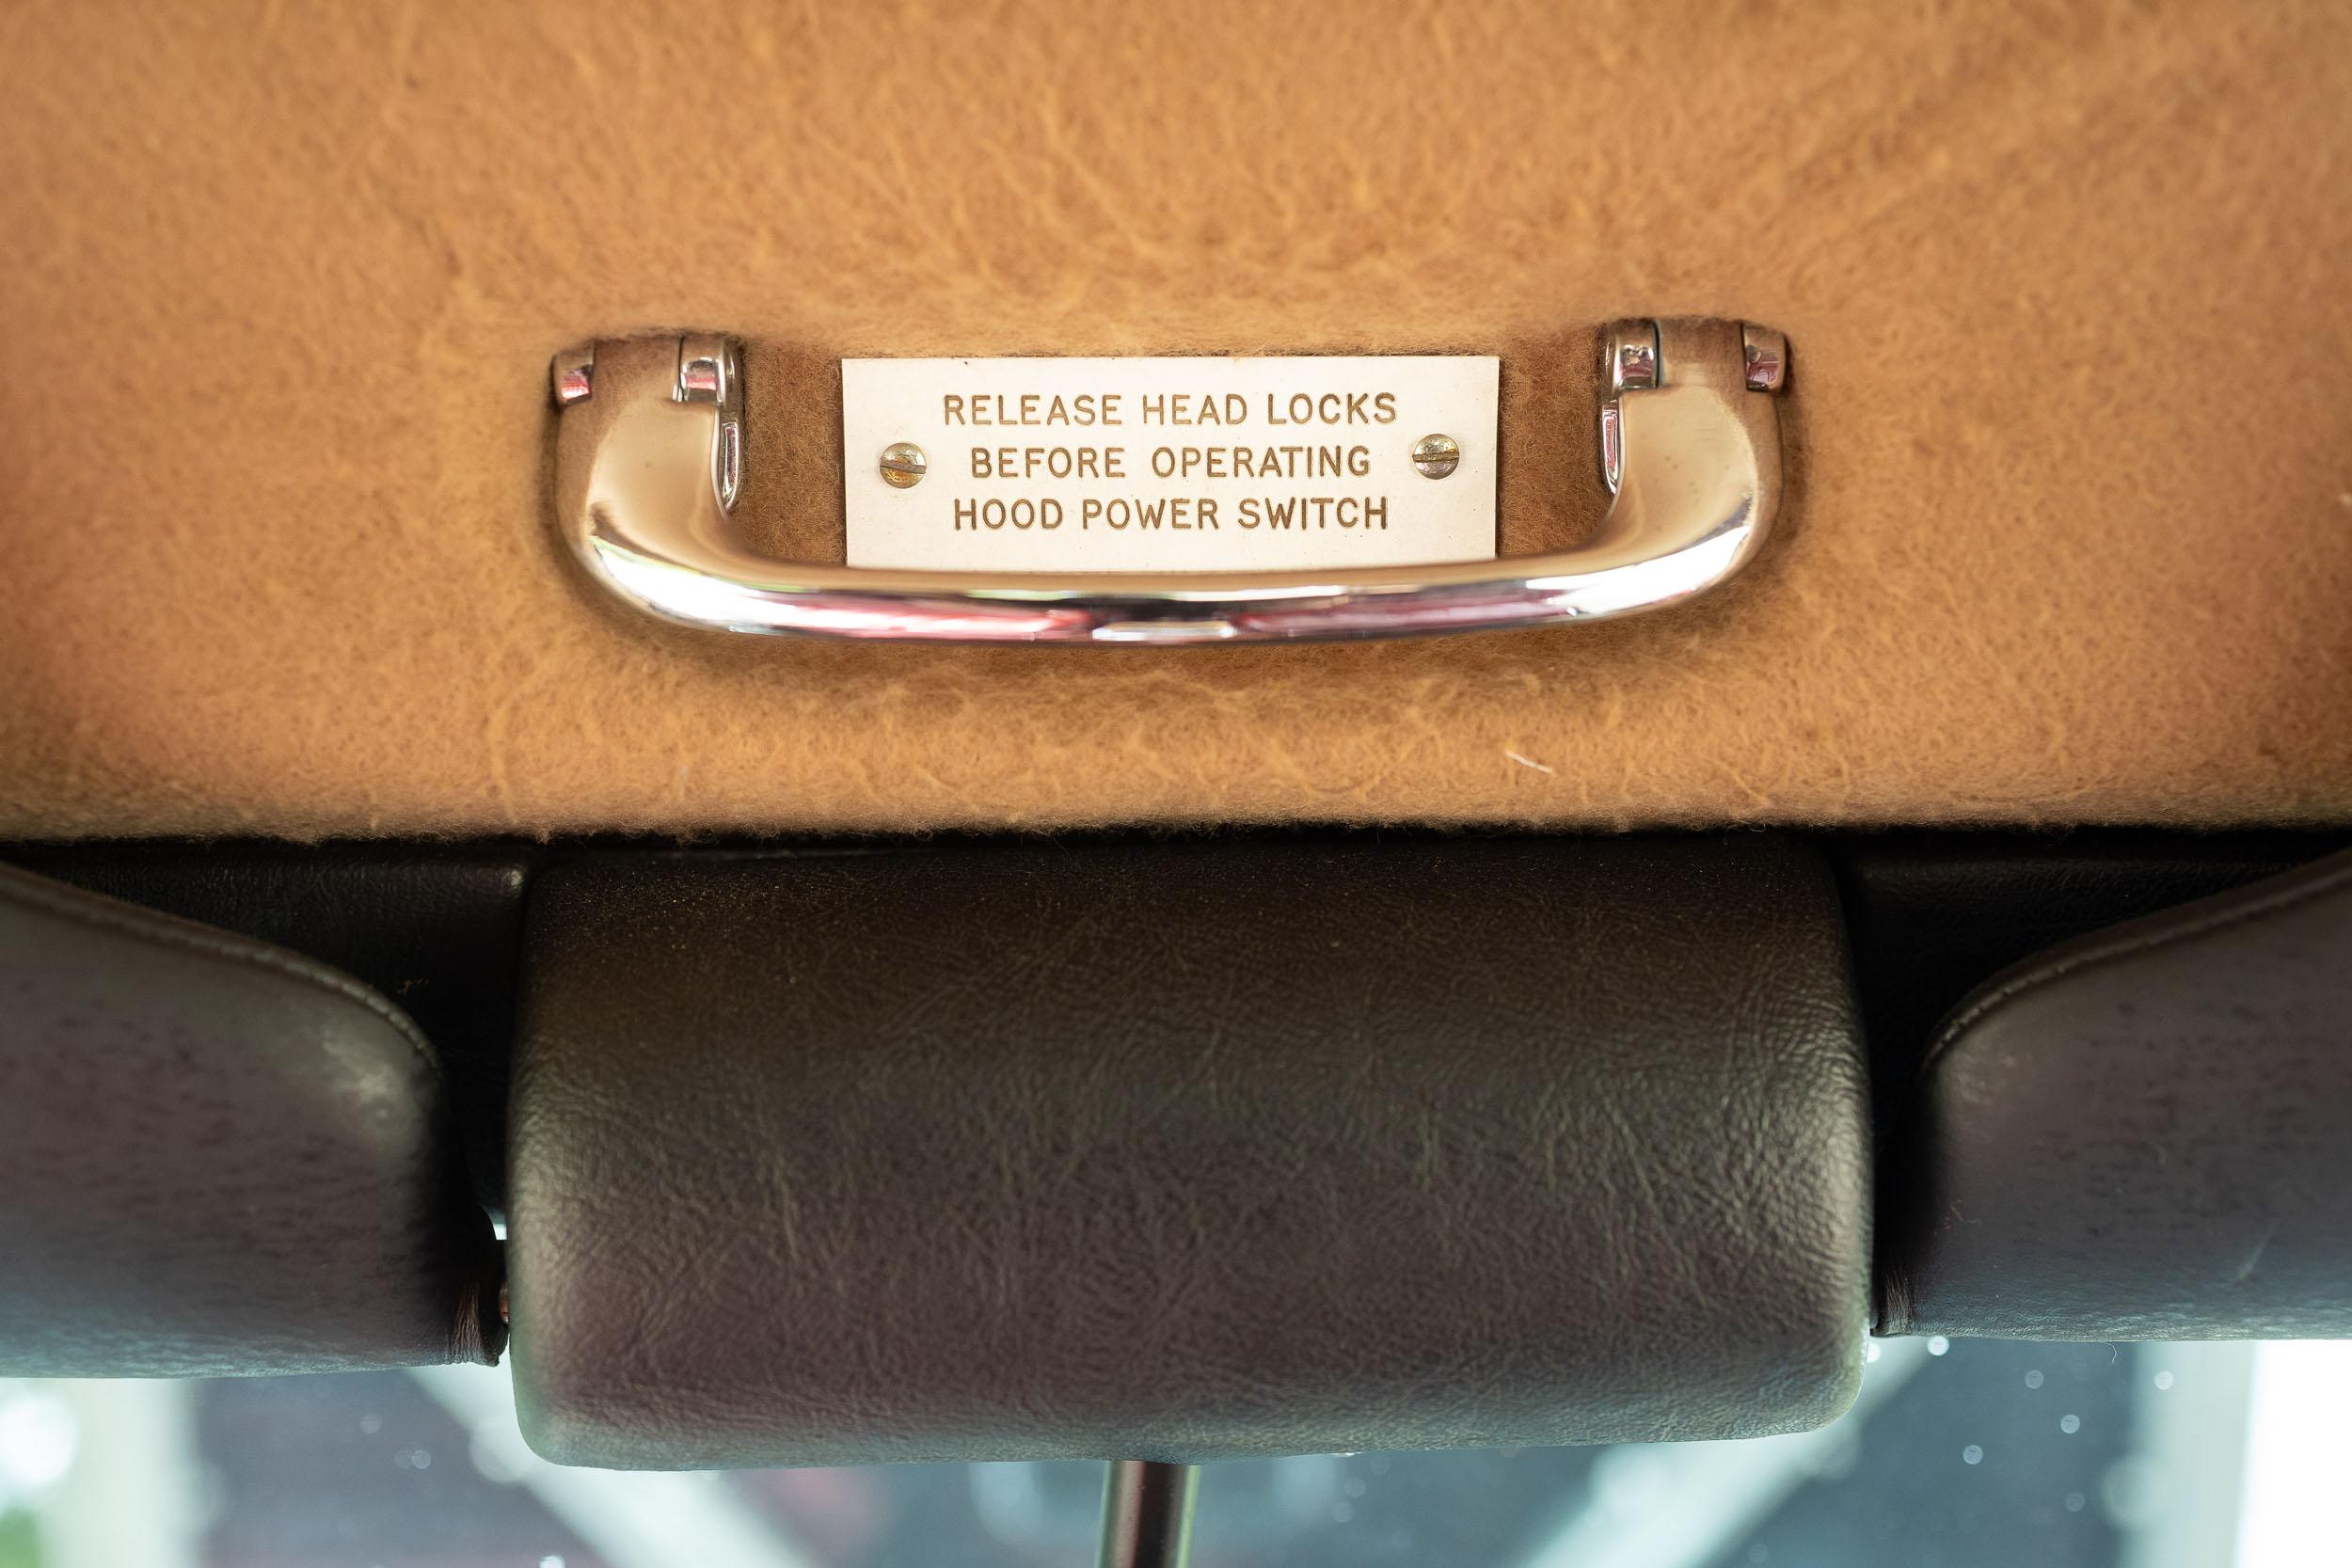 RELEASE HEAD LOCKS
BEFORE OPERATING
HOOD POWER SWITCH